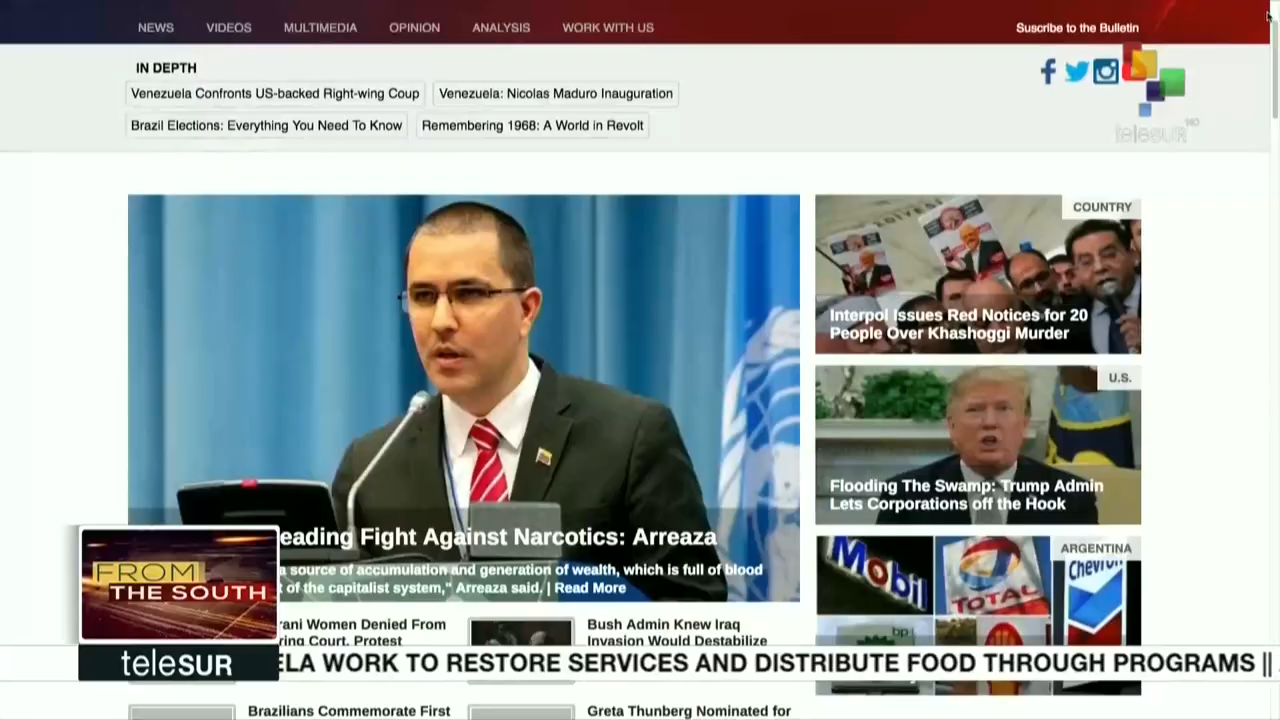 NEWS VIDEOS MULTIMEDIA OPINION ANALYSIS WORK WITH US Suscribe to the Bulletin
IN DEPTH
Venezuela Confronts US-backed Right-wing Coup Venezuela: Nicolas Maduro Inauguration
Brazil Elections: Everything You Need To Know Remembering 1968: A World in Revolt
teleSUR HD
COUNTRY
Interpol Issues Red Notices for 20
People Over Khashoggi Murder
U.S.
Flooding The Swamp: Trump Admin
Lets Corporations off the Hook
ARGENTINA
Mobil
TOTAL
Chevron
bp
eading Fight Against Narcotics: Arreaza
a source of accumulation and generation of wealth, which is full of blood
t of the capitalist system," Arreaza said. | Read More
FROM
THE SOUTH
rani Women Denied From
ring Court, Protest
Bush Admin Knew Iraq
Invasion Would Destabilize
teleSUR
ELA WORK TO RESTORE SERVICES AND DISTRIBUTE FOOD THROUGH PROGRAMS ||
Brazilians Commemorate First
Greta Thunberg Nominated for